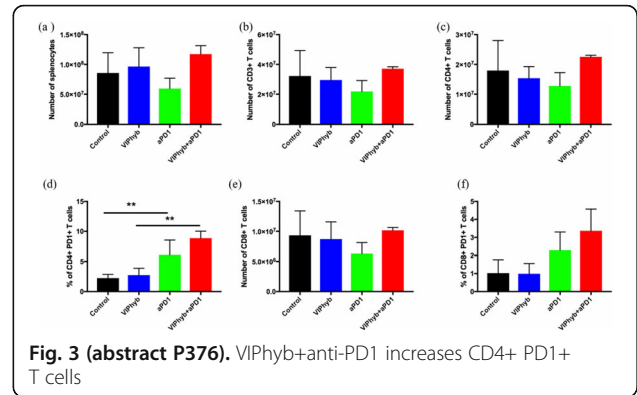 (a)
Number of splenocytes
1.5×10⁸
1.0×10⁸
5.0×10⁷
0
Control
VIPhyb
aPD1
VIPhyb+aPD1
(b)
Number of CD3+ T cells
6×10⁷
4×10⁷
2×10⁷
0
Control
VIPhyb
aPD1
VIPhyb+aPD1
(c)
Number of CD4+ T cells
3×10⁷
2×10⁷
1×10⁷
0
Control
VIPhyb
aPD1
VIPhyb+aPD1
(d)
% of CD4+ PD1+ T cells
15
10
5
0
**
**
Control
VIPhyb
aPD1
VIPhyb+aPD1
(e)
Number of CD8+ T cells
1.5×10⁷
1.0×10⁷
5.0×10⁶
0
Control
VIPhyb
aPD1
VIPhyb+aPD1
(f)
% of CD8+ PD1+ T cells
5
4
3
2
1
0
Control
VIPhyb
aPD1
VIPhyb+aPD1
Fig. 3 (abstract P376). VIPhyb+anti-PD1 increases CD4+ PD1+
T cells